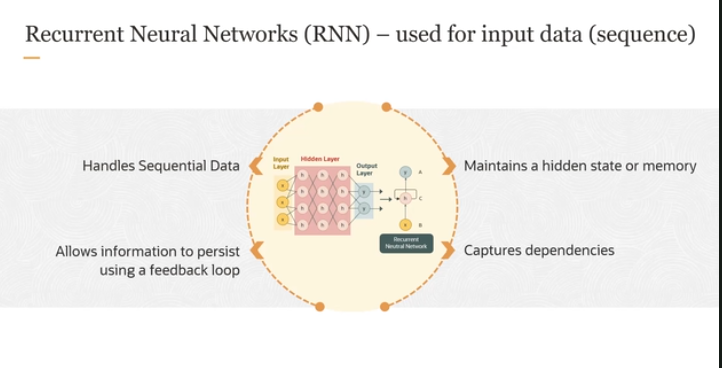 Recurrent Neural Networks (RNN) – used for input data (sequence)
Handles Sequential Data
Allows information to persist
using a feedback loop
Input
Layer
Hidden Layer
Output
Layer
h h h
h h h
h h h
h h h
x
x
x
y
y
y
A
h
C
x
B
Recurrent
Neutral Network
Maintains a hidden state or memory
Captures dependencies